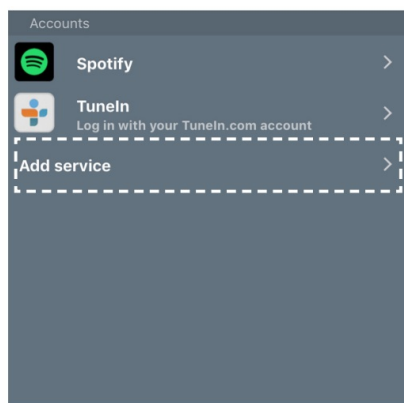 Accounts
Spotify
TuneIn
Log in with your TuneIn.com account
Add service